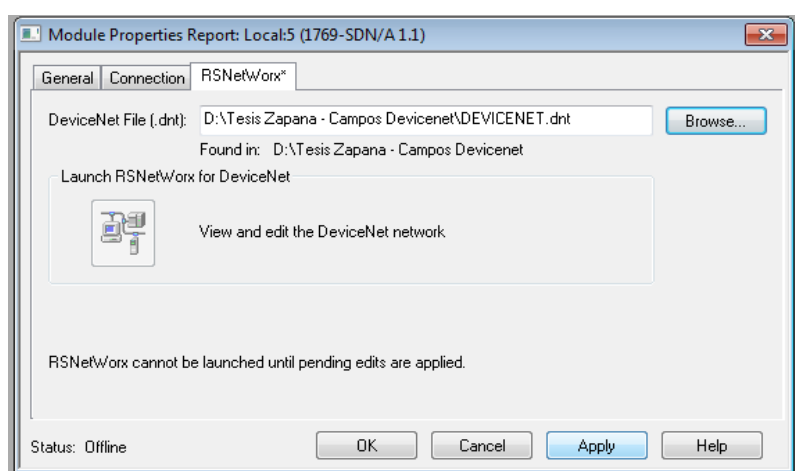 Module Properties Report: Local:5 (1769-SDN/A 1.1)
General Connection RSNetWorx*
DeviceNet File (.dnt): D:\Tesis Zapana - Campos Devicenet\DEVICENET.dnt Browse...
Found in: D:\Tesis Zapana - Campos Devicenet
Launch RSNetWorx for DeviceNet
View and edit the DeviceNet network
RSNetWorx cannot be launched until pending edits are applied.
Status: Offline OK Cancel Apply Help